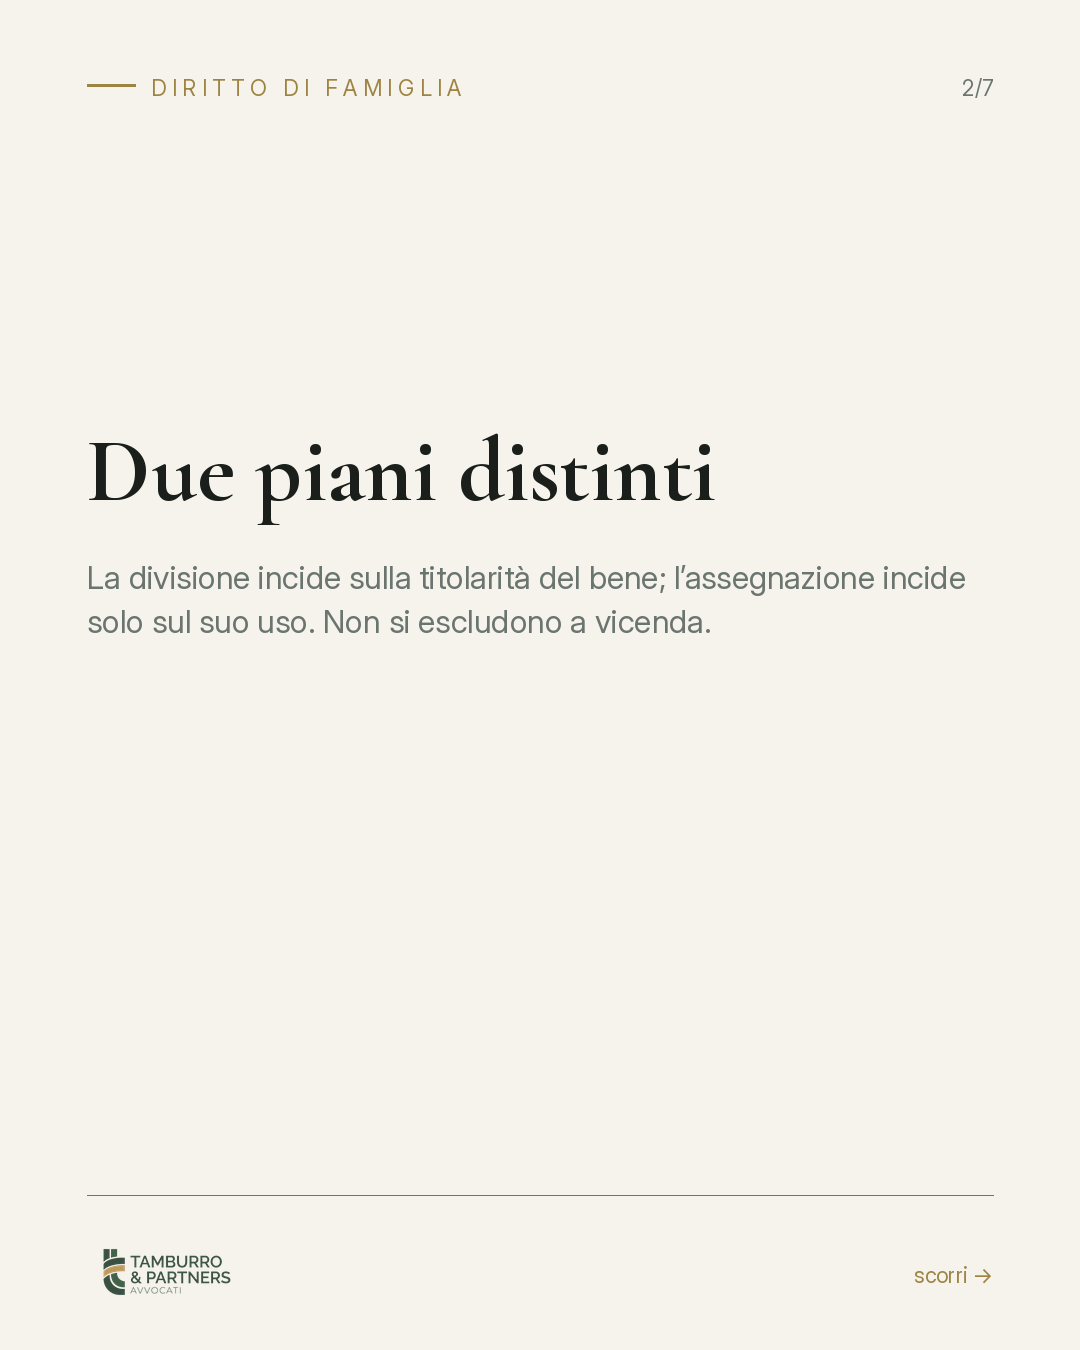 DIRITTO DI FAMIGLIA
2/7
Due piani distinti
La divisione incide sulla titolarità del bene; l’assegnazione incide
solo sul suo uso. Non si escludono a vicenda.
TAMBURRO
& PARTNERS
AVVOCATI
scorri →